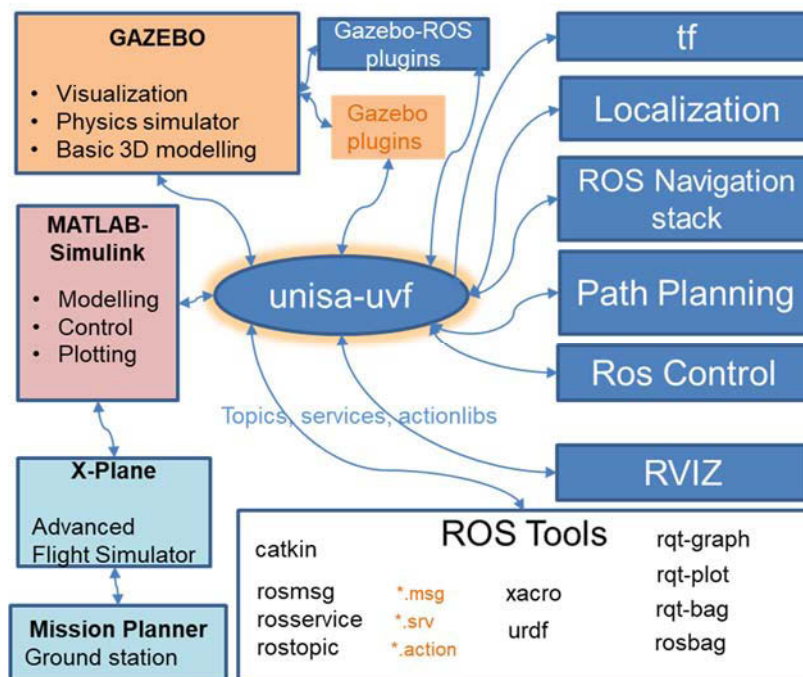 GAZEBO
• Visualization
• Physics simulator
• Basic 3D modelling
Gazebo-ROS
plugins
Gazebo
plugins
tf
Localization
ROS Navigation
stack
Path Planning
Ros Control
RVIZ
MATLAB-
Simulink
• Modelling
• Control
• Plotting
unisa-uvf
Topics, services, actionlibs
X-Plane
Advanced
Flight Simulator
Mission Planner
Ground station
ROS Tools
catkin
rosmsg
rosservice
rostopic
*.msg
*.srv
*.action
xacro
urdf
rqt-graph
rqt-plot
rqt-bag
rosbag